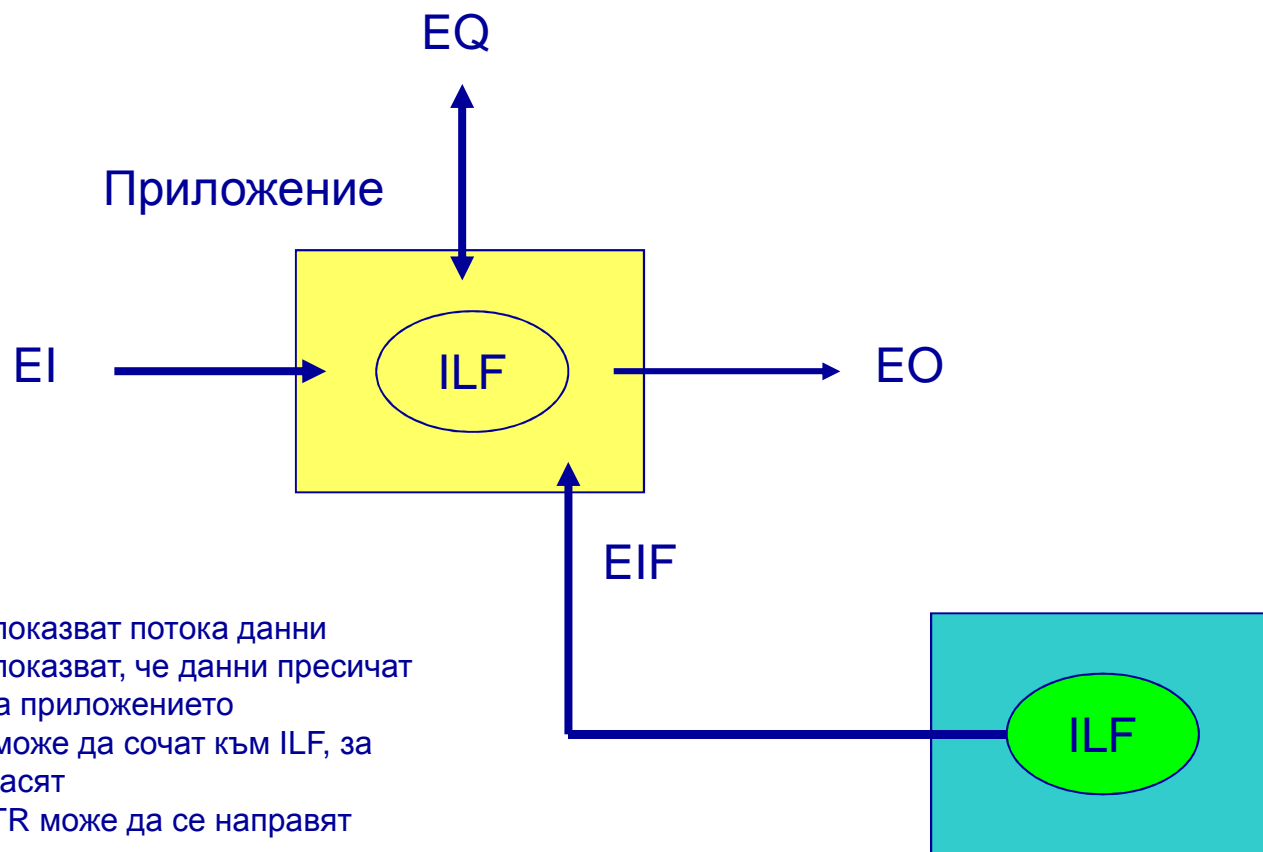 EQ
Приложение
EI
ILF
EO
EIF
показват потока данни
показват, че данни пресичат
а приложението
може да сочат към ILF, за
асят
TR може да се направят
ILF